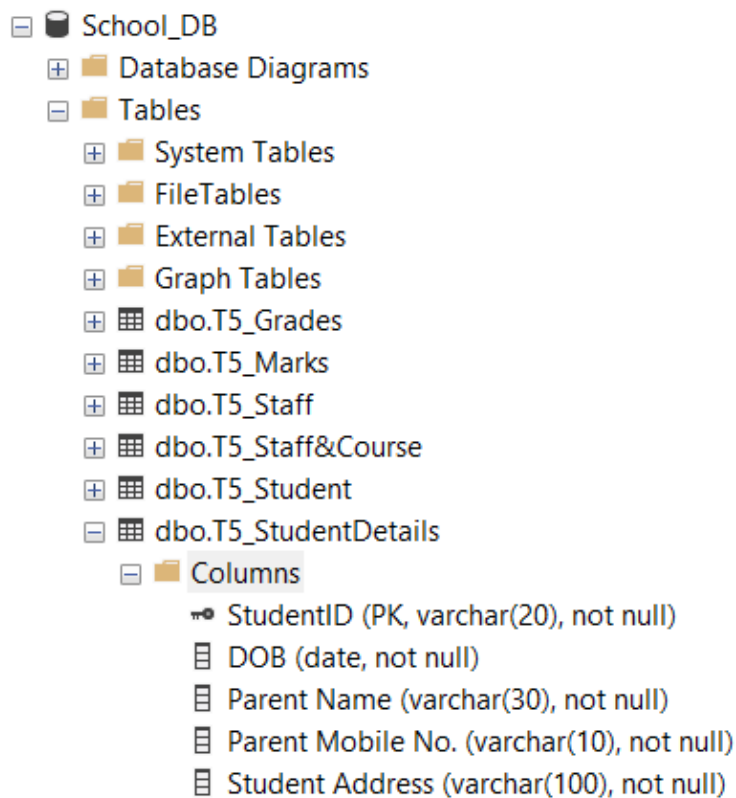 School_DB
Database Diagrams
Tables
System Tables
FileTables
External Tables
Graph Tables
dbo.T5_Grades
dbo.T5_Marks
dbo.T5_Staff
dbo.T5_Staff&Course
dbo.T5_Student
dbo.T5_StudentDetails
Columns
StudentID (PK, varchar(20), not null)
DOB (date, not null)
Parent Name (varchar(30), not null)
Parent Mobile No. (varchar(10), not null)
Student Address (varchar(100), not null)